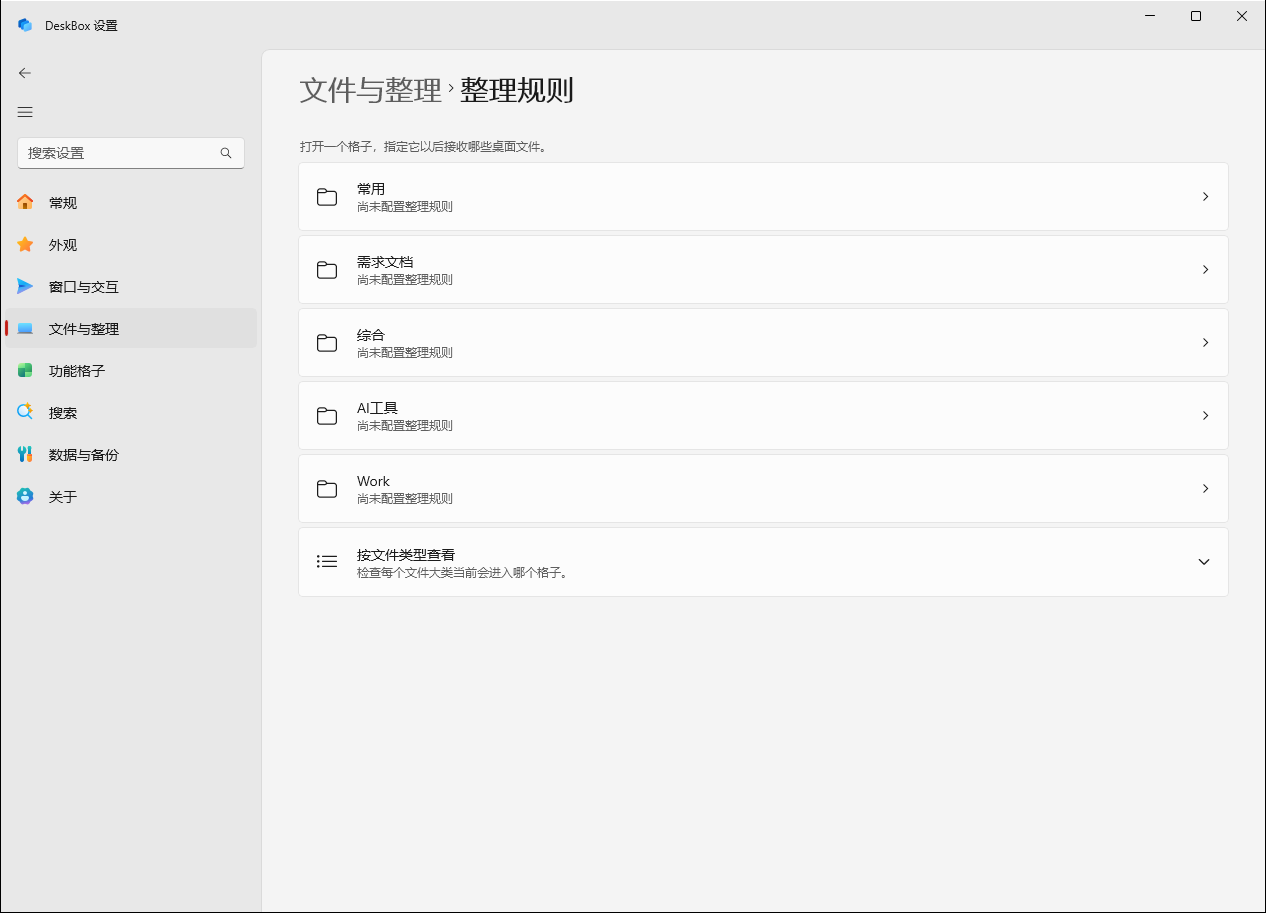 DeskBox 设置
搜索设置
常规
外观
窗口与交互
文件与整理
功能格子
搜索
数据与备份
关于
文件与整理 › 整理规则
打开一个格子，指定它以后接收哪些桌面文件。
常用
尚未配置整理规则
需求文档
尚未配置整理规则
综合
尚未配置整理规则
AI工具
尚未配置整理规则
Work
尚未配置整理规则
按文件类型查看
检查每个文件大类当前会进入哪个格子。